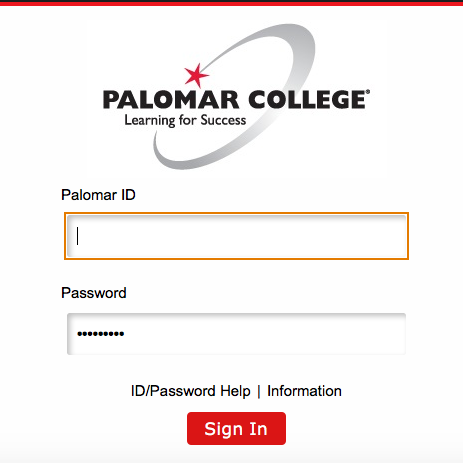 PALOMAR COLLEGE®
Learning for Success
Palomar ID
Password
•••••••••
ID/Password Help | Information
Sign In